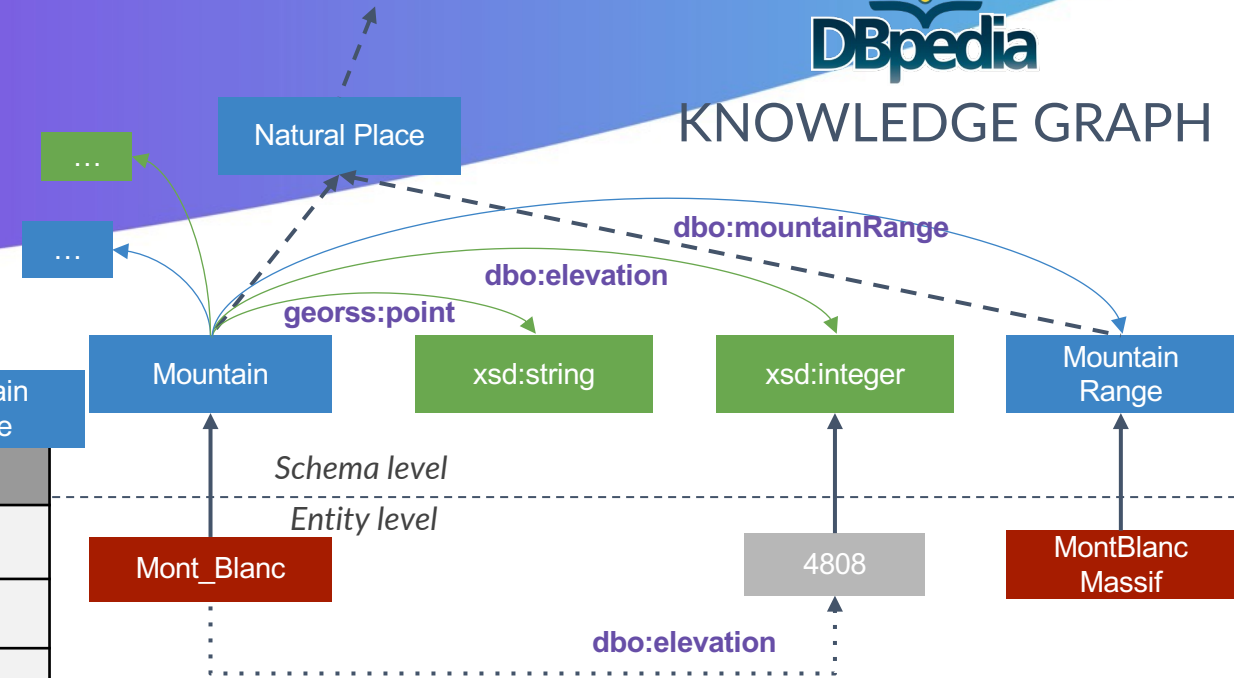 DBpedia
KNOWLEDGE GRAPH
Natural Place
…
…
dbo:mountainRange
dbo:elevation
georss:point
Mountain
xsd:string
xsd:integer
Mountain
Range
Schema level
Entity level
Mont_Blanc
4808
MontBlanc
Massif
dbo:elevation